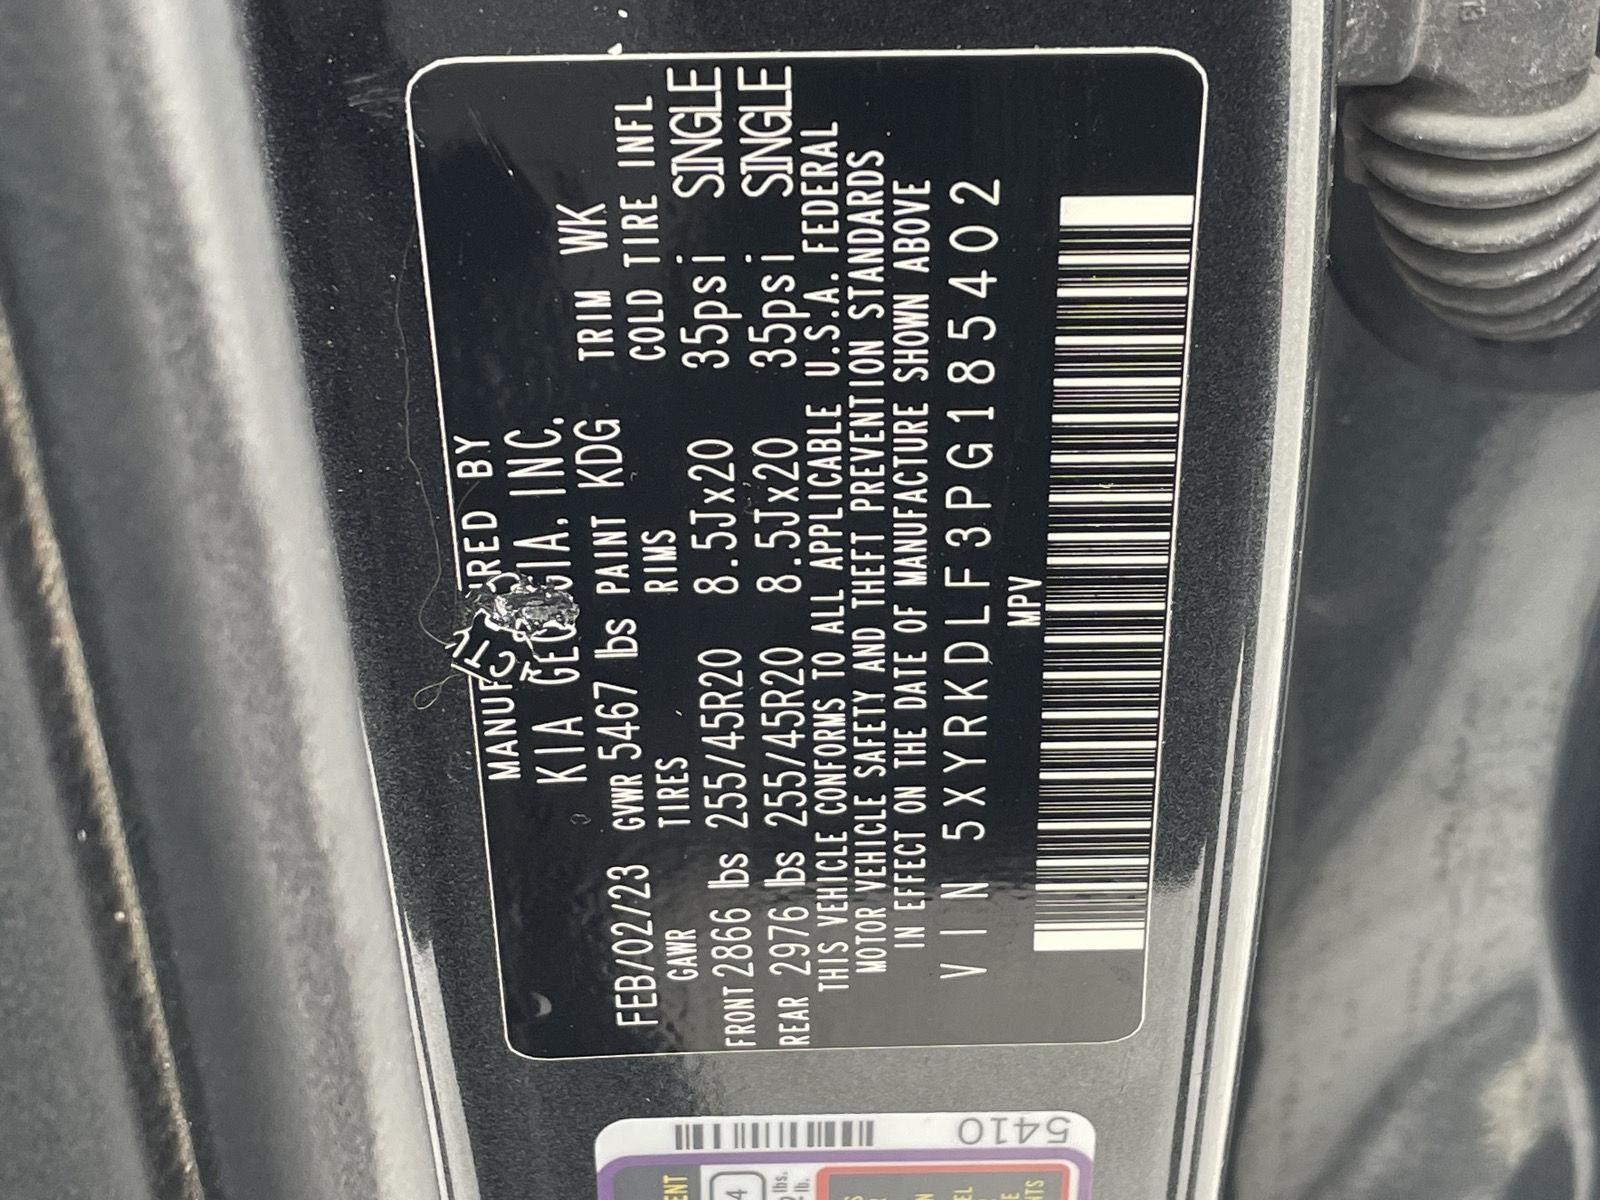 MANUFCTURED BY
KIA GEORGIA, INC.
FEB/02/23 GVWR 5467 lbs PAINT KDG TRIM WK
GAWR TIRES RIMS COLD TIRE INFL
FRONT 2866 lbs 255/45R20 8.5Jx20 35psi SINGLE
REAR 2976 lbs 255/45R20 8.5Jx20 35psi SINGLE
THIS VEHICLE CONFORMS TO ALL APPLICABLE U.S.A. FEDERAL
MOTOR VEHICLE SAFETY AND THEFT PREVENTION STANDARDS
IN EFFECT ON THE DATE OF MANUFACTURE SHOWN ABOVE
VIN 5XYRKDLF3PG185402
MPV
5410